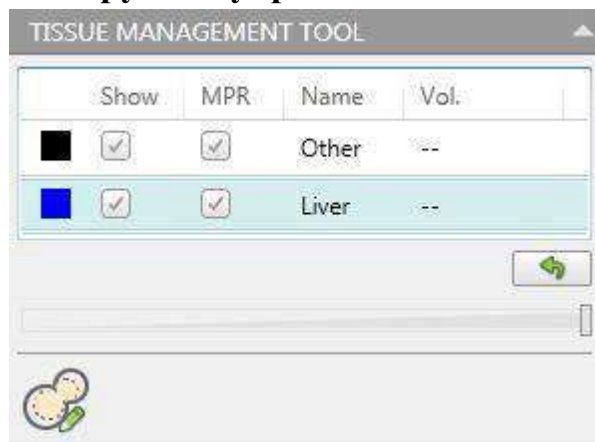 TISSUE MANAGEMENT TOOL
Show MPR Name Vol.
Other --
Liver --